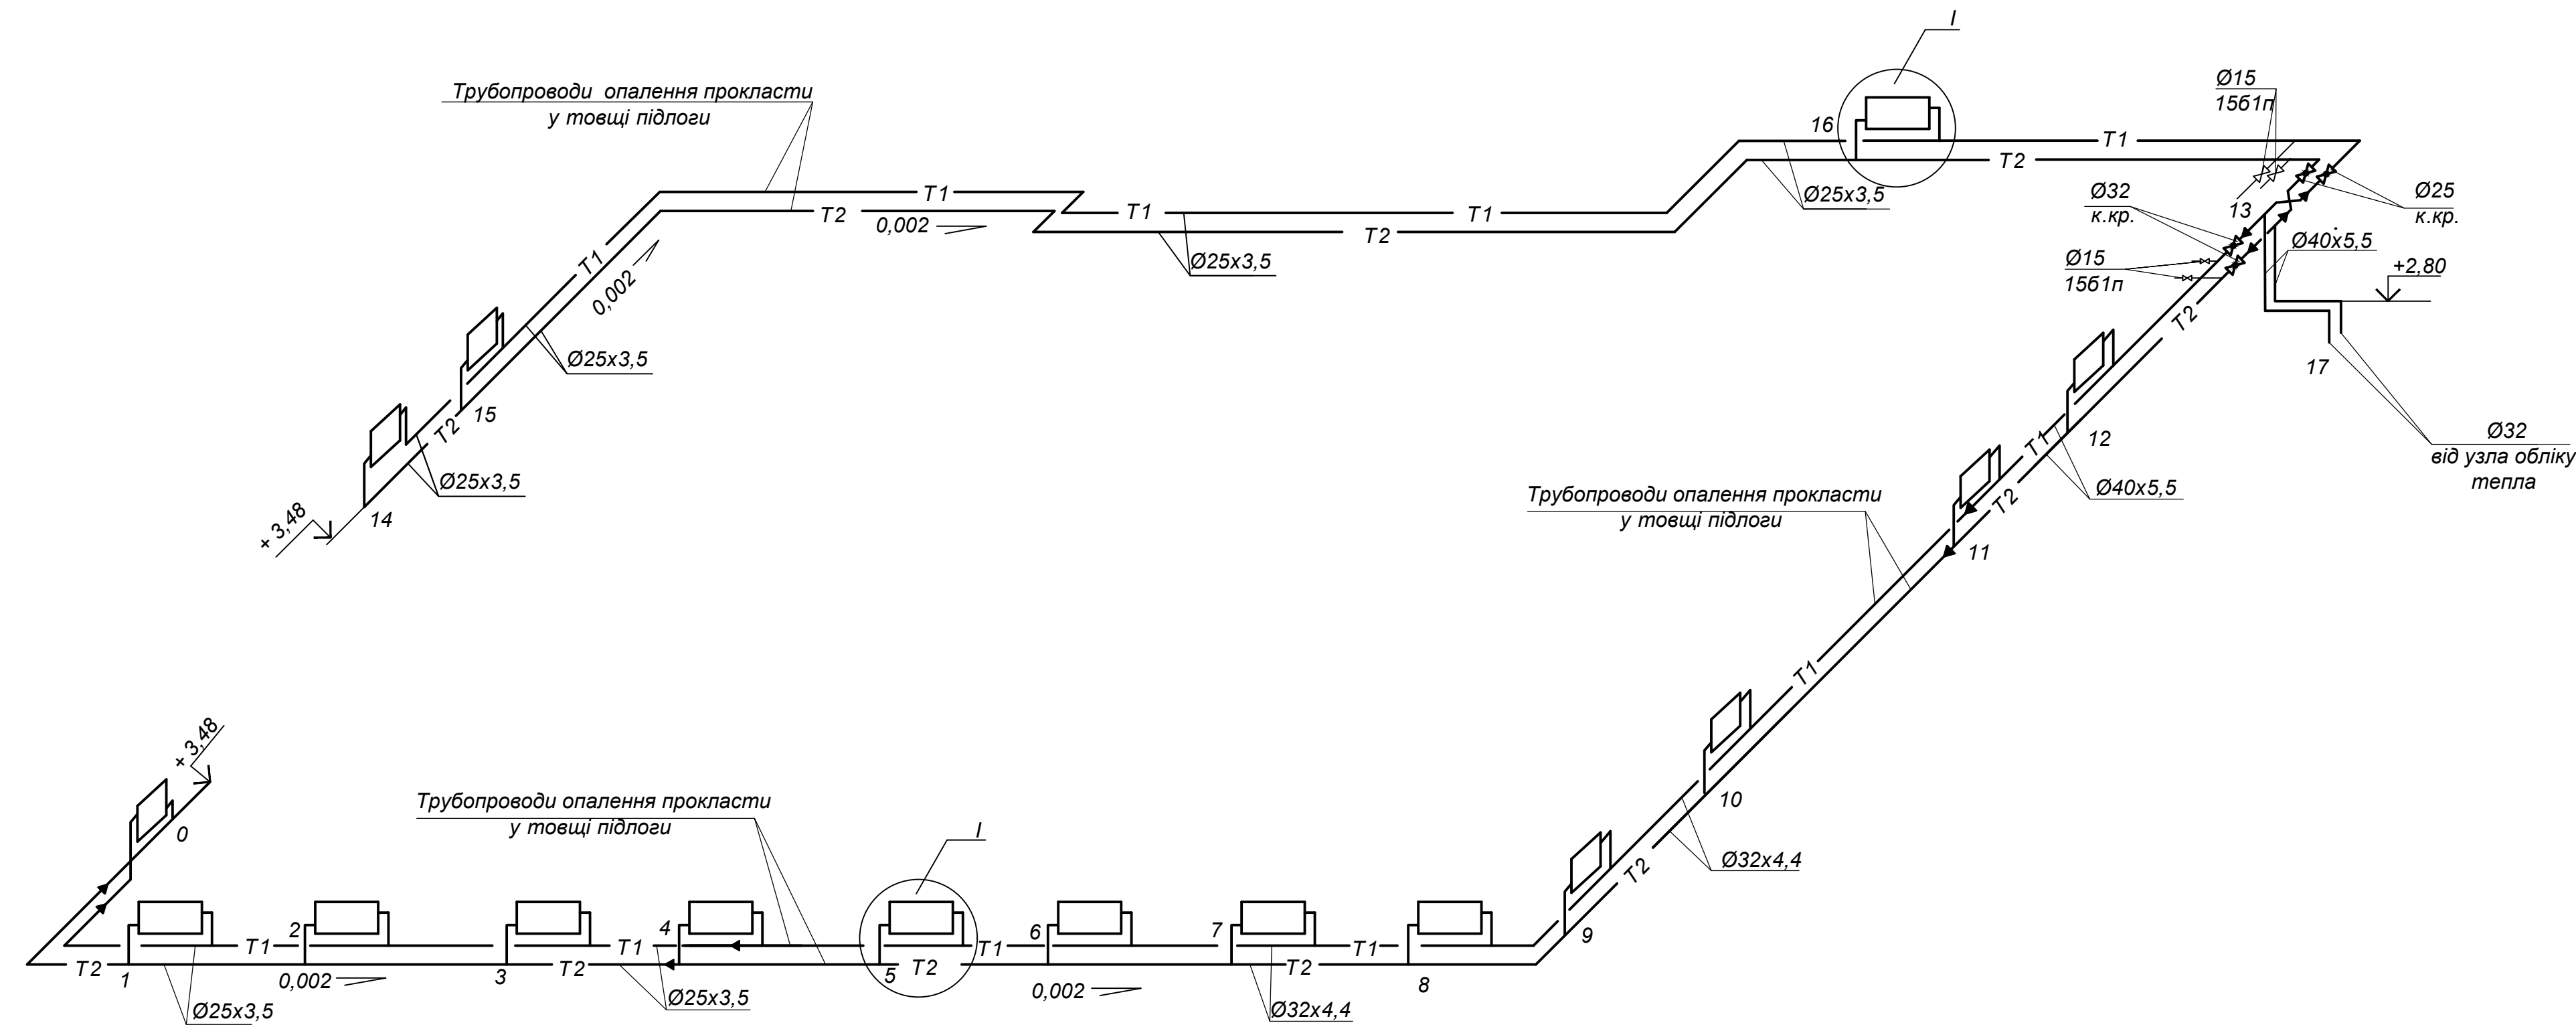 I
Ø15
15б1п
Трубопроводи опалення прокласти
у товщі підлоги
16
T1
T2
Ø25x3,5
Ø32
к.кр.
Ø25
к.кр.
13
T1
T2
0,002
T1
T1
T2
Ø25x3,5
Ø40x5,5
+2,80
Ø15
15б1п
T1
0,002
T2
Ø25x3,5
17
15
T2
12
T1
Ø32
від узла обліку
тепла
Ø25x3,5
Ø40x5,5
14
+ 3,48
T2
Трубопроводи опалення прокласти
у товщі підлоги
11
T1
10
+ 3,48
0
Трубопроводи опалення прокласти
у товщі підлоги
I
Ø32x4,4
T2
9
2
4
6
7
T1
T1
T1
T1
T2
T2
T2
T2
1
0,002
3
5
0,002
8
Ø25x3,5
Ø25x3,5
Ø32x4,4